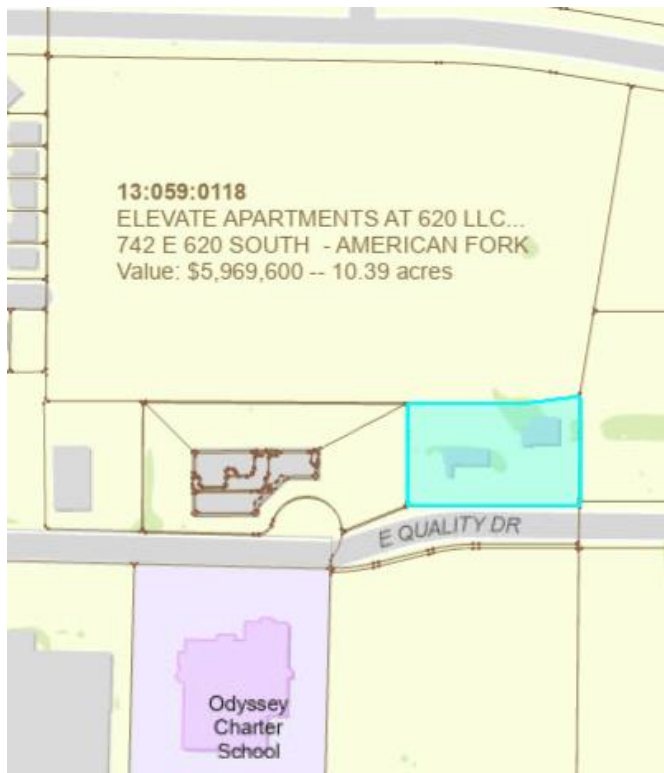 13:059:0118
ELEVATE APARTMENTS AT 620 LLC...
742 E 620 SOUTH - AMERICAN FORK
Value: $5,969,600 -- 10.39 acres
E QUALITY DR
Odyssey
Charter
School